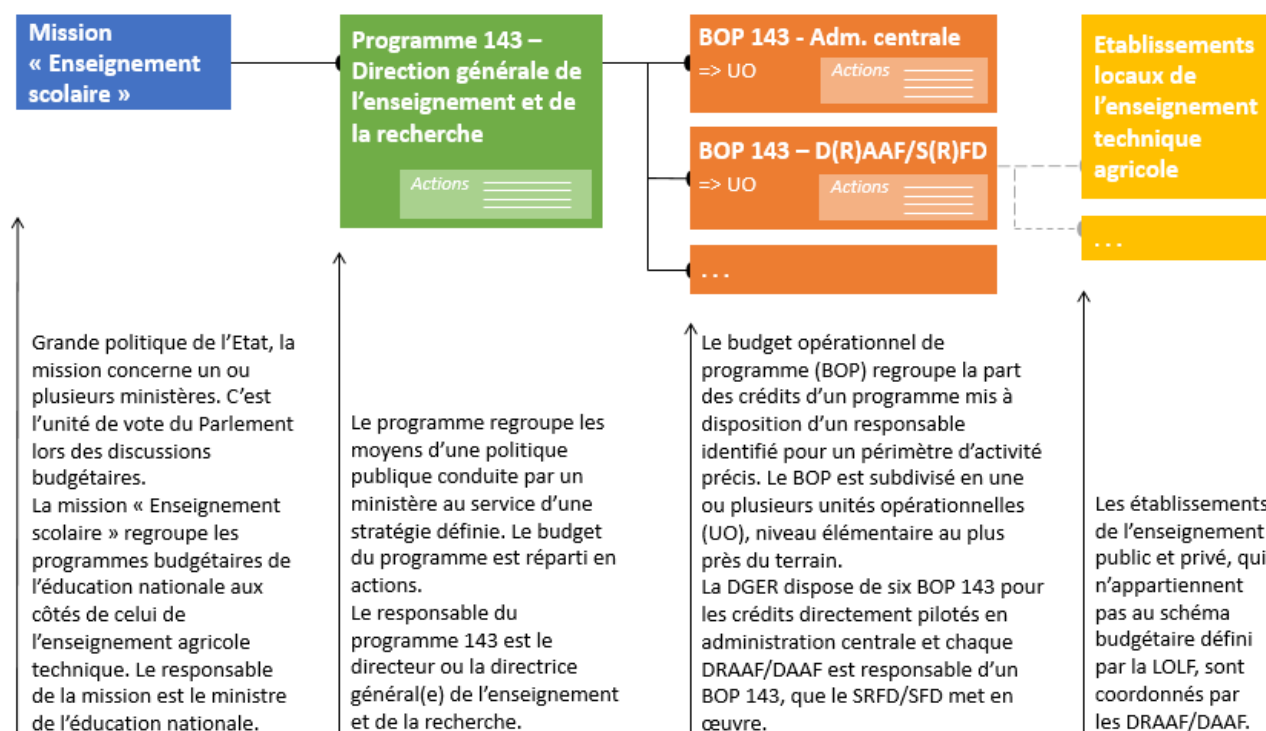 Mission
« Enseignement
scolaire »
Programme 143 –
Direction générale de
l'enseignement et de
la recherche
Actions
BOP 143 - Adm. centrale
=> UO
Actions
BOP 143 – D(R)AAF/S(R)FD
=> UO
Actions
. . .
Etablissements
locaux de
l'enseignement
technique
agricole
. . .
Grande politique de l'Etat, la
mission concerne un ou
plusieurs ministères. C'est
l'unité de vote du Parlement
lors des discussions
budgétaires.
La mission « Enseignement
scolaire » regroupe les
programmes budgétaires de
l'éducation nationale aux
côtés de celui de
l'enseignement agricole
technique. Le responsable
de la mission est le ministre
de l'éducation nationale.
Le programme regroupe les
moyens d'une politique
publique conduite par un
ministère au service d'une
stratégie définie. Le budget
du programme est réparti en
actions.
Le responsable du
programme 143 est le
directeur ou la directrice
général(e) de l'enseignement
et de la recherche.
Le budget opérationnel de
programme (BOP) regroupe la part
des crédits d'un programme mis à
disposition d'un responsable
identifié pour un périmètre d'activité
précis. Le BOP est subdivisé en une
ou plusieurs unités opérationnelles
(UO), niveau élémentaire au plus
près du terrain.
La DGER dispose de six BOP 143 pour
les crédits directement pilotés en
administration centrale et chaque
DRAAF/DAAF est responsable d'un
BOP 143, que le SRFD/SFD met en
œuvre.
Les établissements
de l'enseignement
public et privé, qui
n'appartiennent
pas au schéma
budgétaire défini
par la LOLF, sont
coordonnés par
les DRAAF/DAAF.